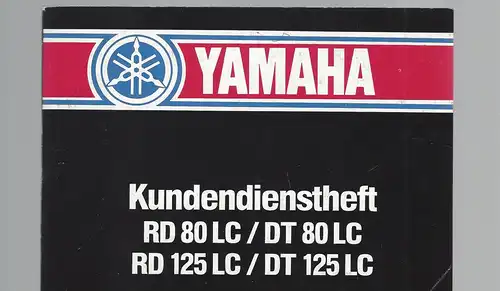 YAMAHA
Kundendienstheft
RD 80 LC / DT 80 LC
RD 125 LC / DT 125 LC